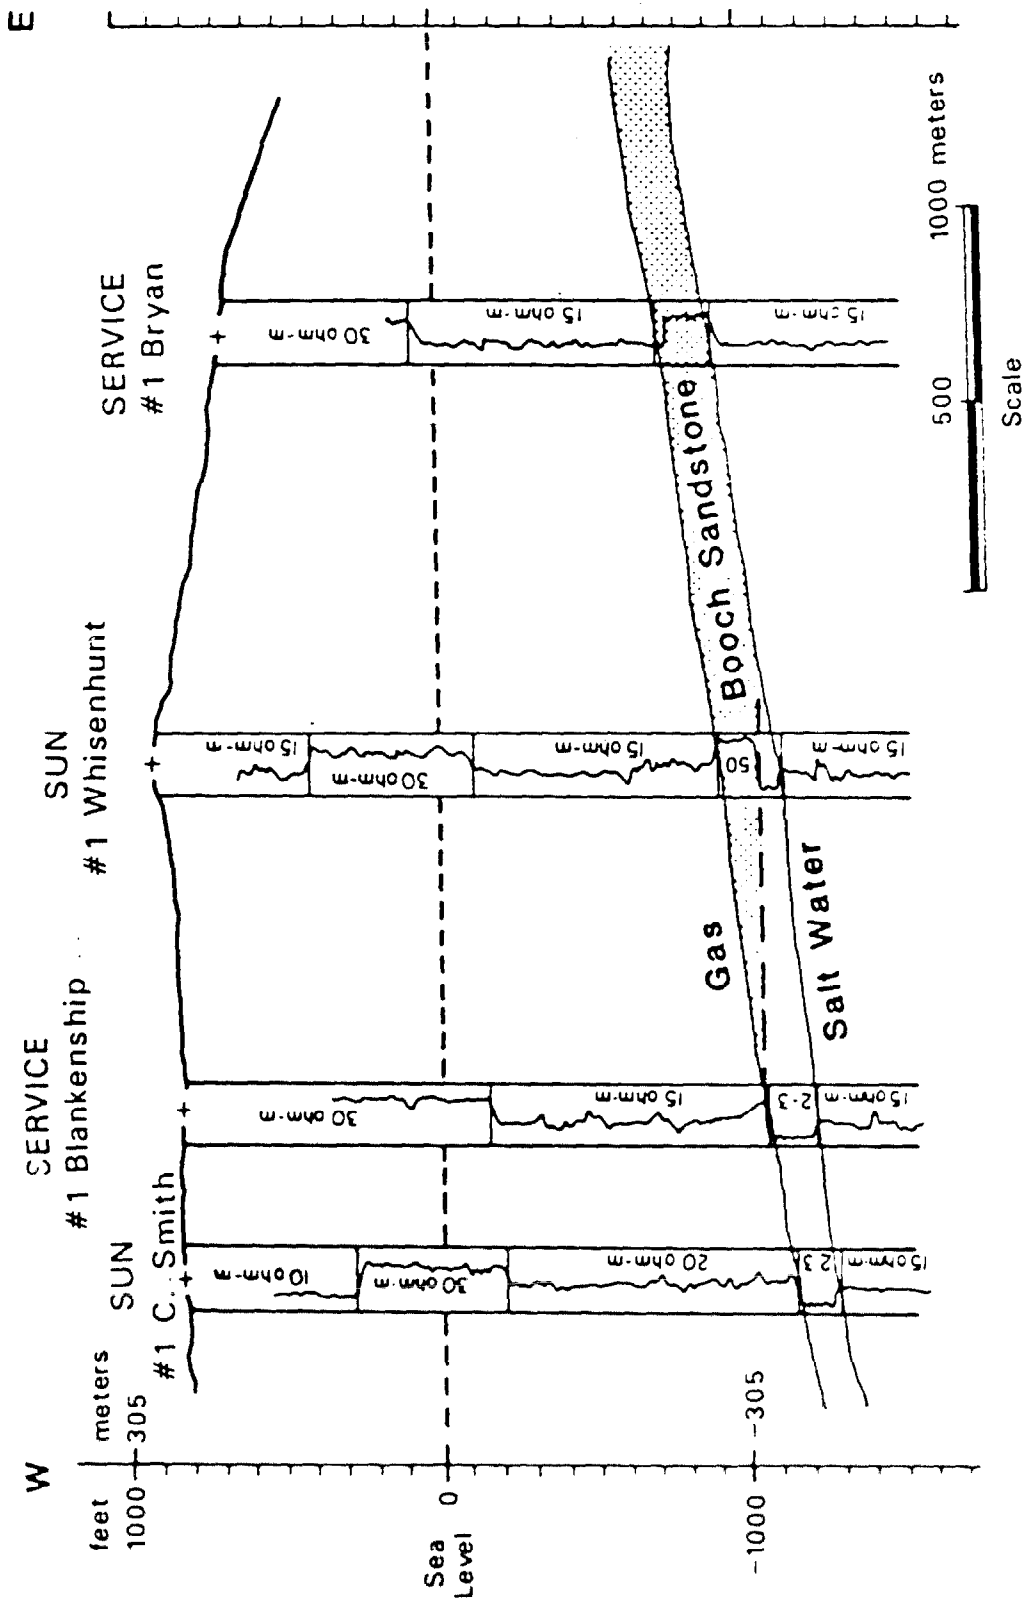 W
E
feet
meters
1000
305
Sea
Level
0
-1000
-305
SUN
#1 C. Smith
SERVICE
#1 Blankenship
SUN
#1 Whisenhunt
SERVICE
#1 Bryan
10 ohm-m
30 ohm-m
20 ohm-m
2-3
15 ohm-m
30 ohm-m
15 ohm-m
2-3
15 ohm-m
15 ohm-m
30 ohm-m
15 ohm-m
50
15 ohm-m
30 ohm-m
15 ohm-m
15 ohm-m
Gas
Salt Water
Booch Sandstone
500
1000 meters
Scale